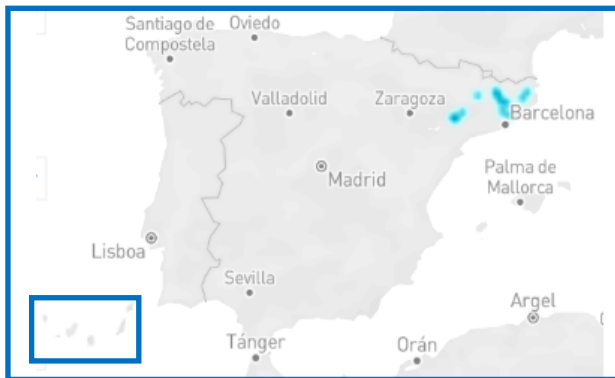 Santiago de
Compostela
Oviedo
Valladolid
Zaragoza
Barcelona
Madrid
Palma de
Mallorca
Lisboa
Sevilla
Argel
Tánger
Orán